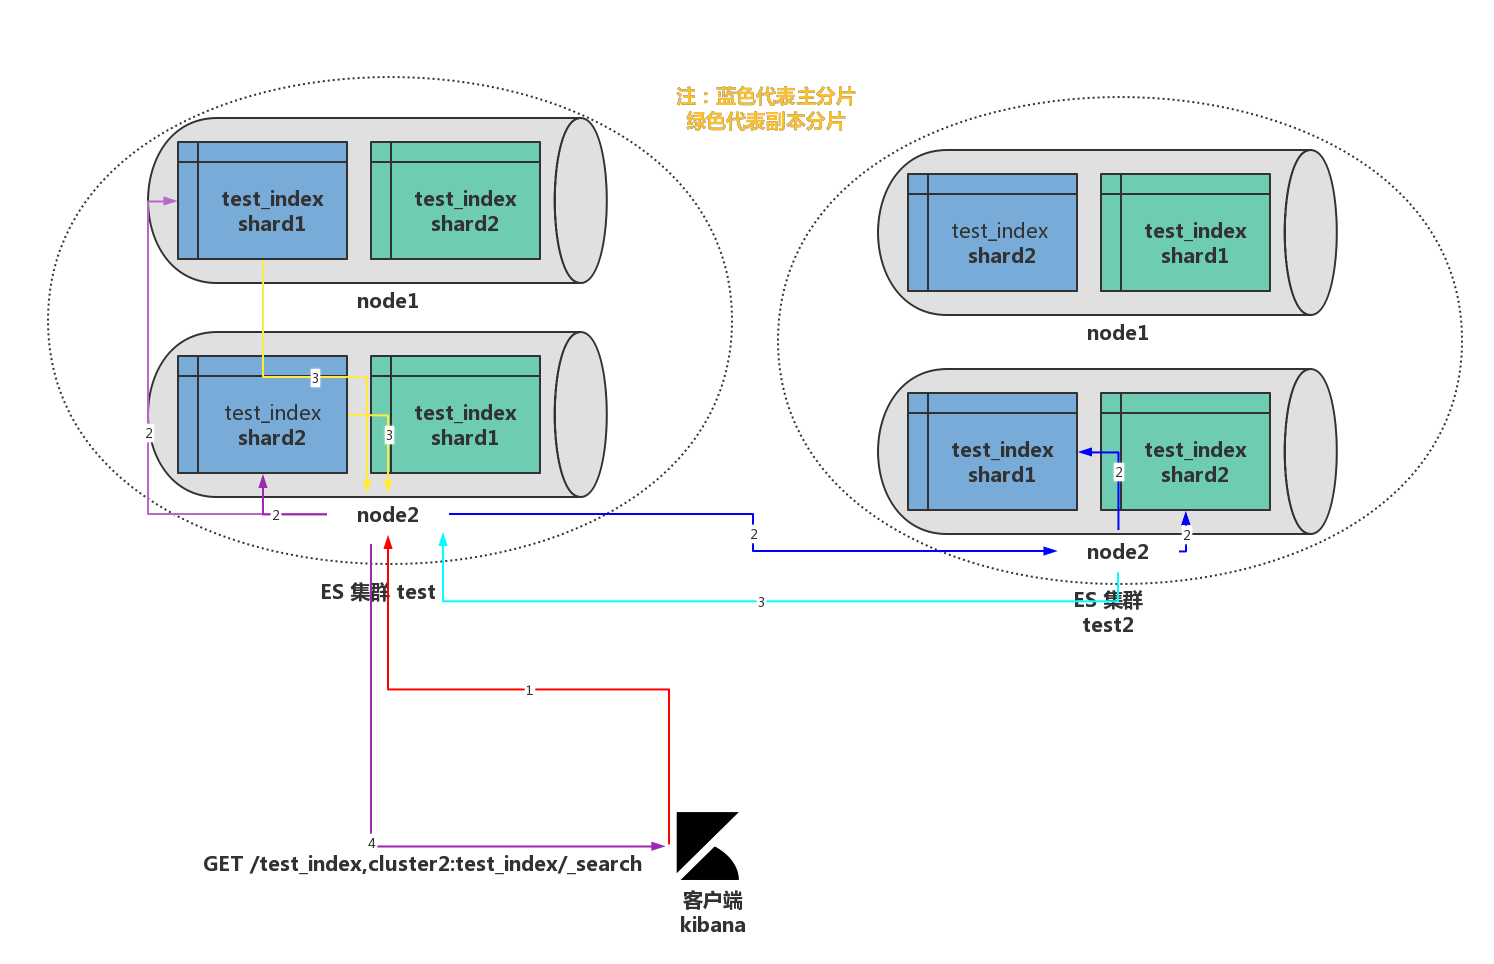 注：蓝色代表主分片
绿色代表副本分片
test_index
shard1
test_index
shard2
node1
3
test_index
shard2
3
test_index
shard1
2
2
node2
ES 集群 test
test_index
shard2
test_index
shard1
node1
test_index
shard1
2
test_index
shard2
2
2
node2
3
ES 集群
test2
1
4
GET /test_index,cluster2:test_index/_search
客户端
kibana